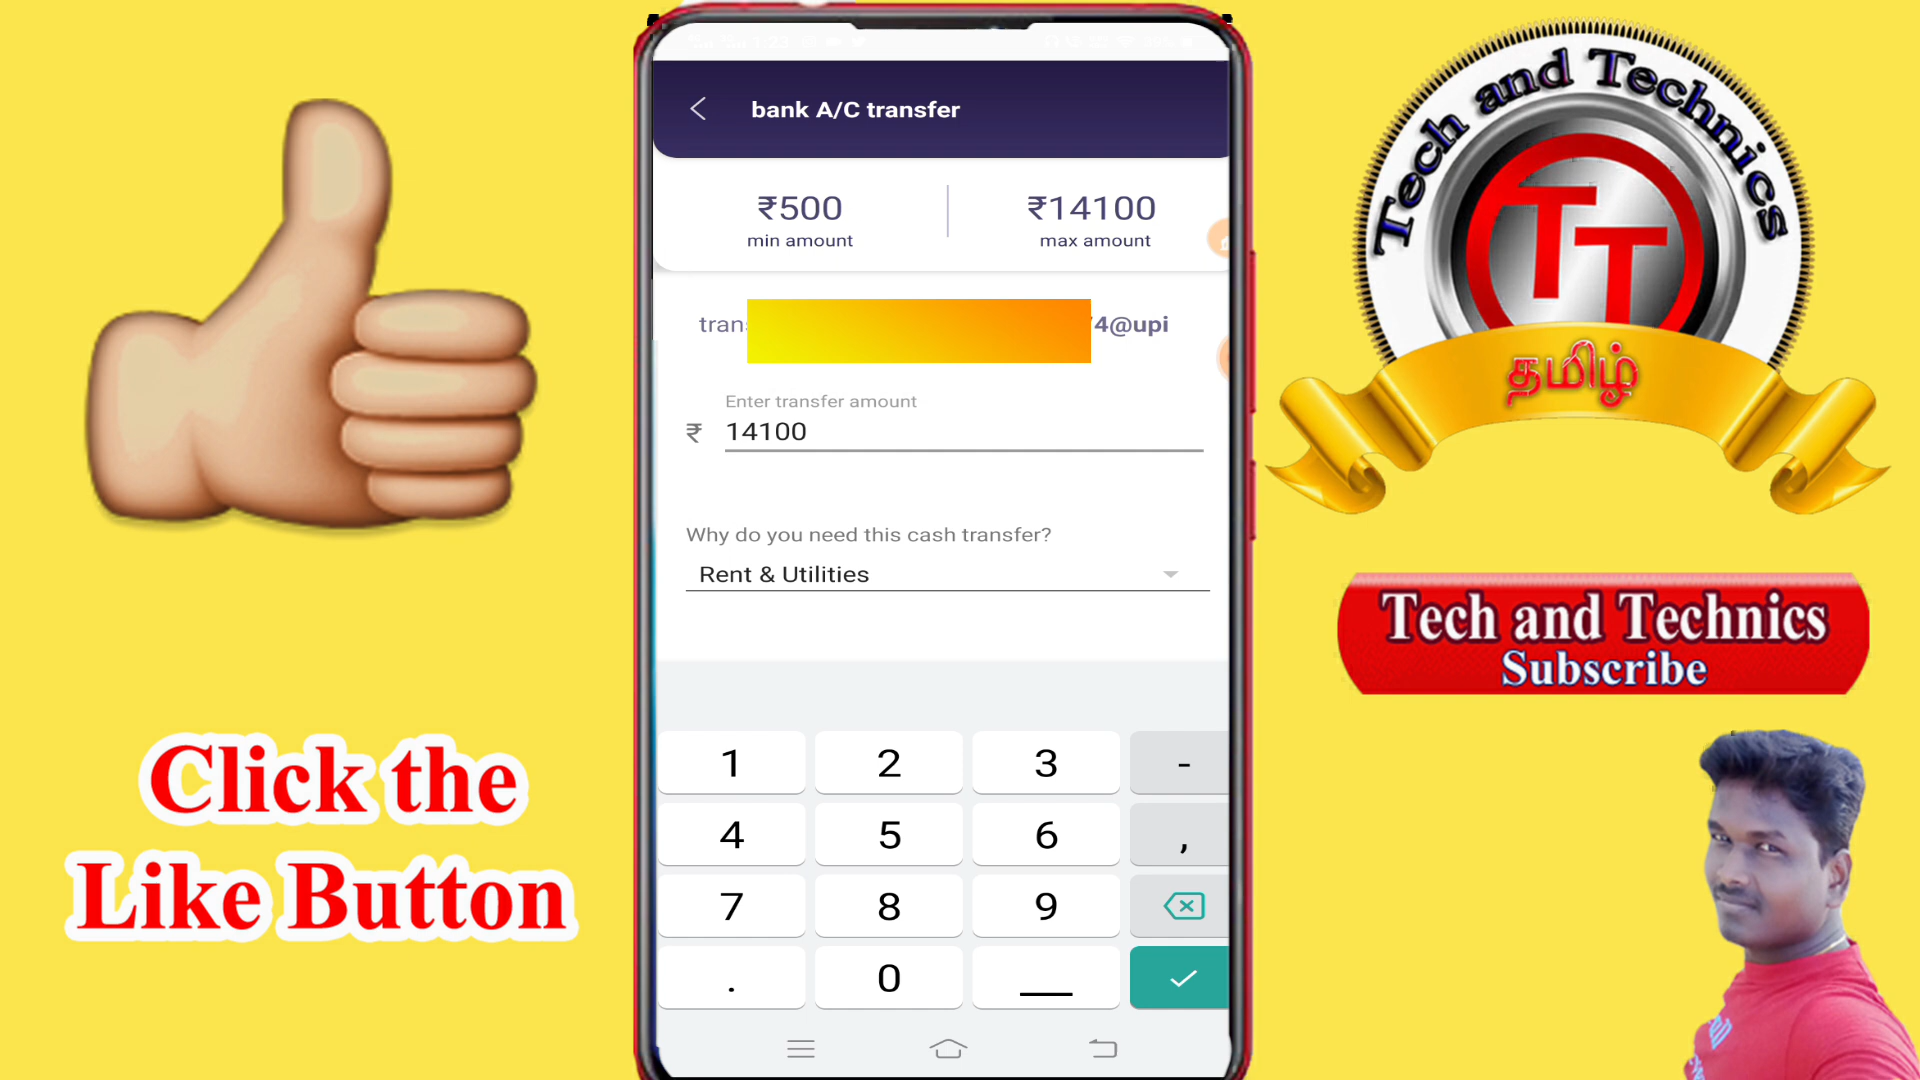 bank A/C transfer
₹500
min amount
₹14100
max amount
4@upi
Enter transfer amount
₹ 14100
Why do you need this cash transfer?
Rent & Utilities
1 2 3 -
4 5 6 ,
7 8 9
. 0
Click the
Like Button
Tech and Technics
TT
தமிழ்
Tech and Technics
Subscribe